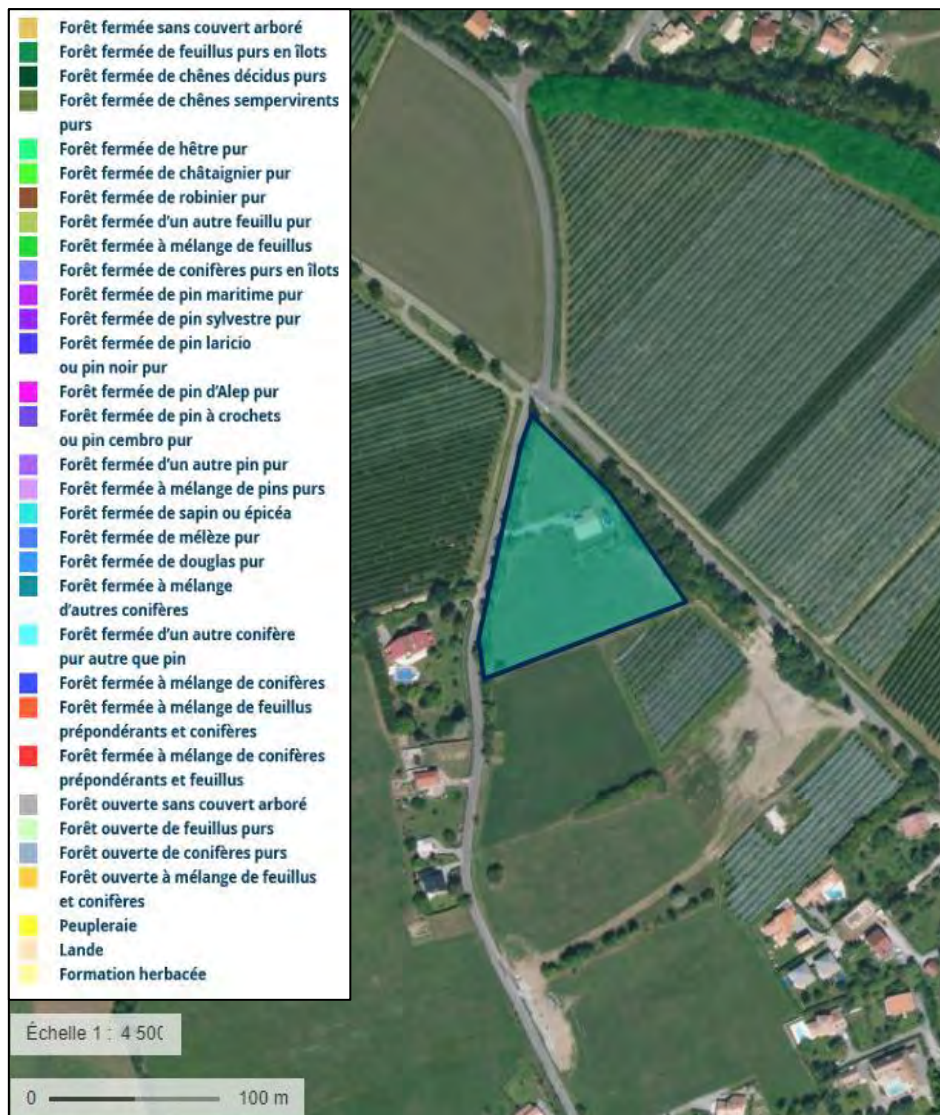 Forêt fermée sans couvert arboré
Forêt fermée de feuillus purs en îlots
Forêt fermée de chênes décidus purs
Forêt fermée de chênes sempervirents
purs
Forêt fermée de hêtre pur
Forêt fermée de châtaignier pur
Forêt fermée de robinier pur
Forêt fermée d'un autre feuillu pur
Forêt fermée à mélange de feuillus
Forêt fermée de conifères purs en îlots
Forêt fermée de pin maritime pur
Forêt fermée de pin sylvestre pur
Forêt fermée de pin laricio
ou pin noir pur
Forêt fermée de pin d'Alep pur
Forêt fermée de pin à crochets
ou pin cembro pur
Forêt fermée d'un autre pin pur
Forêt fermée à mélange de pins purs
Forêt fermée de sapin ou épicéa
Forêt fermée de mélèze pur
Forêt fermée de douglas pur
Forêt fermée à mélange
d'autres conifères
Forêt fermée d'un autre conifère
pur autre que pin
Forêt fermée à mélange de conifères
Forêt fermée à mélange de feuillus
prépondérants et conifères
Forêt fermée à mélange de conifères
prépondérants et feuillus
Forêt ouverte sans couvert arboré
Forêt ouverte de feuillus purs
Forêt ouverte de conifères purs
Forêt ouverte à mélange de feuillus
et conifères
Peupleraie
Lande
Formation herbacée
Échelle 1 : 4 500
0 100 m